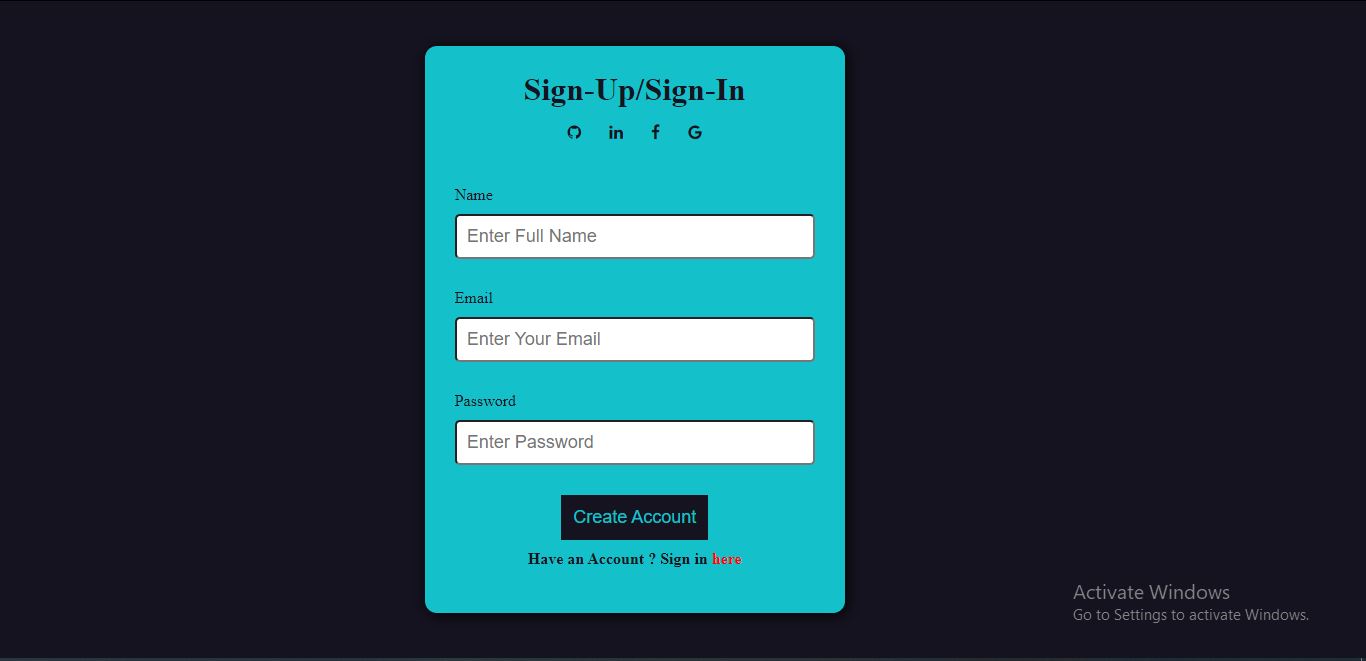 Sign-Up/Sign-In
in f G
Name
Enter Full Name
Email
Enter Your Email
Password
Enter Password
Create Account
Have an Account ? Sign in here
Activate Windows
Go to Settings to activate Windows.